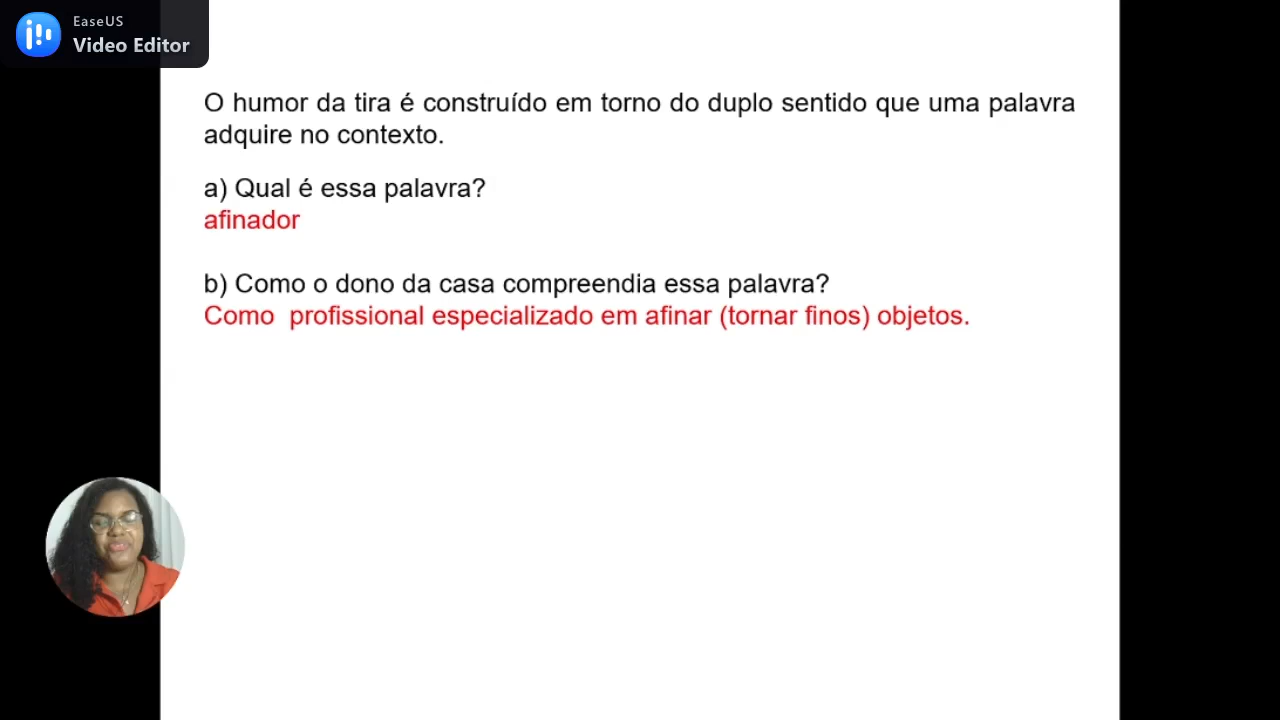 EaseUS
Video Editor
O humor da tira é construído em torno do duplo sentido que uma palavra
adquire no contexto.
a) Qual é essa palavra?
afinador
b) Como o dono da casa compreendia essa palavra?
Como  profissional especializado em afinar (tornar finos) objetos.